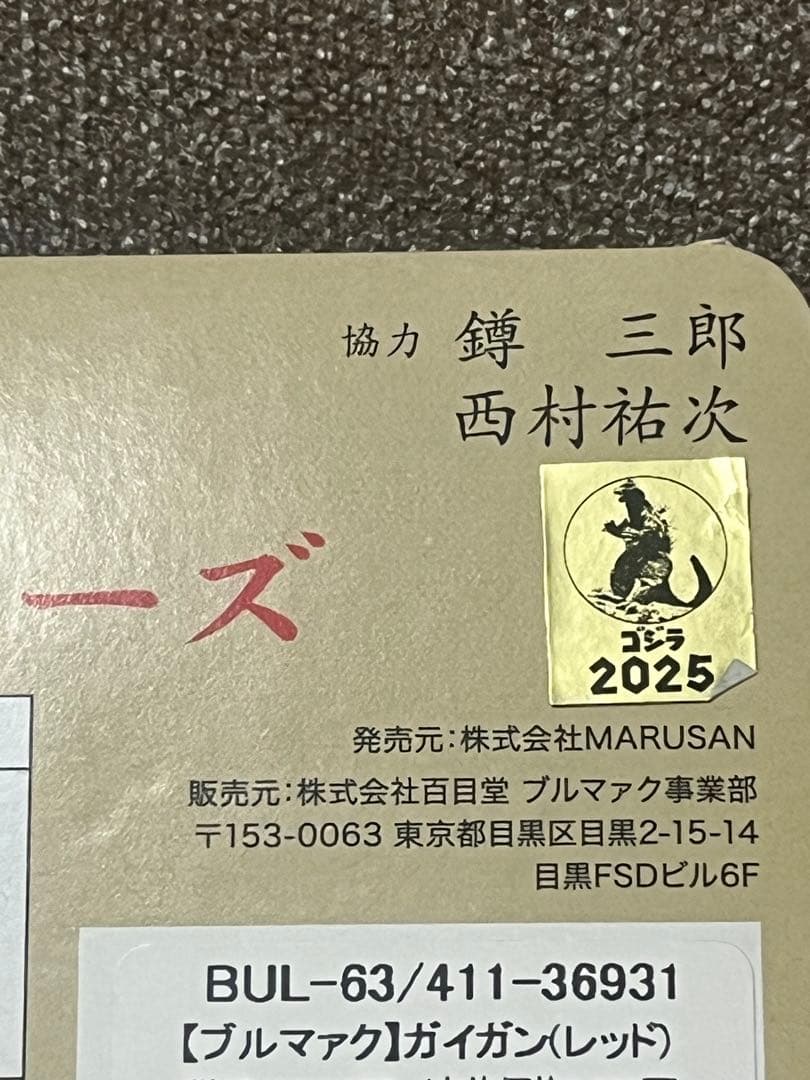 協力 鐏 三郎
西村祐次
ーズ
ゴジラ
2025
発売元:株式会社MARUSAN
販売元:株式会社百目堂 ブルマァク事業部
〒153-0063 東京都目黒区目黒2-15-14
目黒FSDビル6F
BUL-63/411-36931
【ブルマァク】ガイガン(レッド)